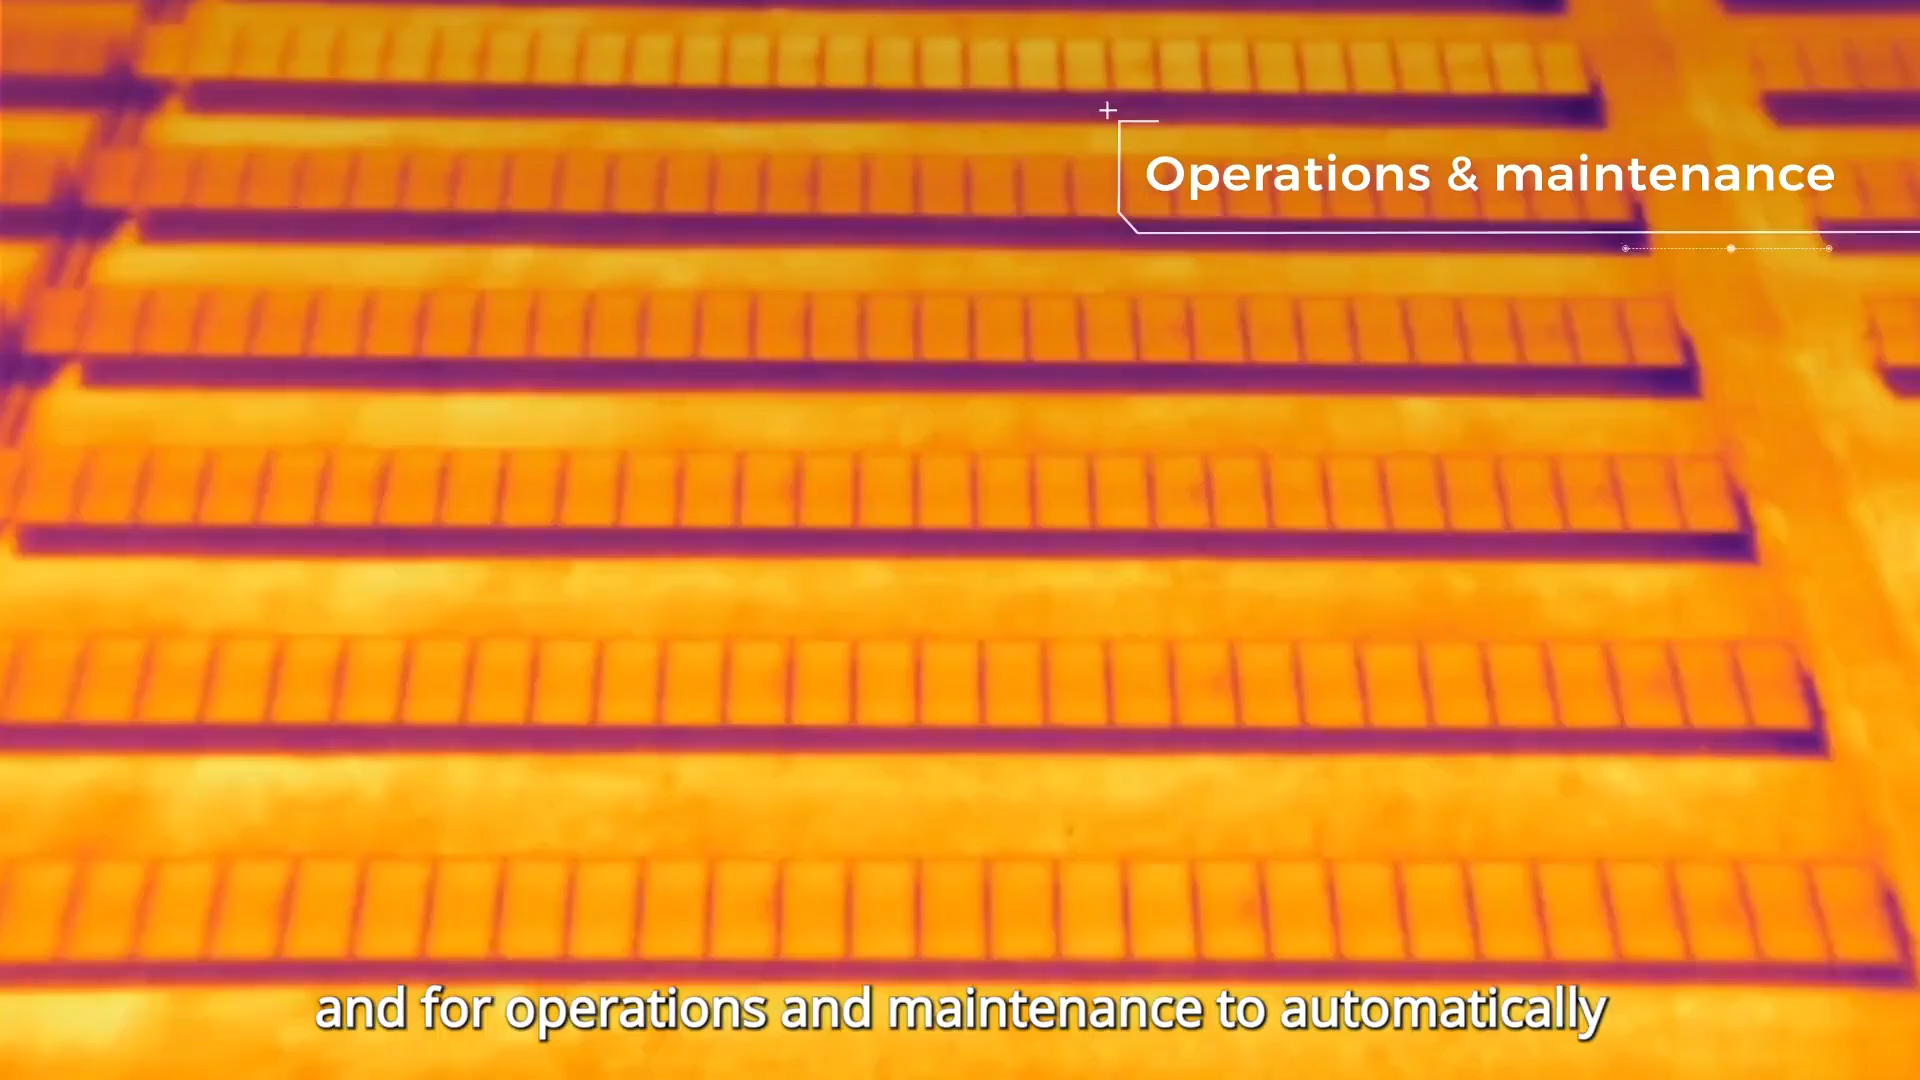 Operations & maintenance
and for operations and maintenance to automatically